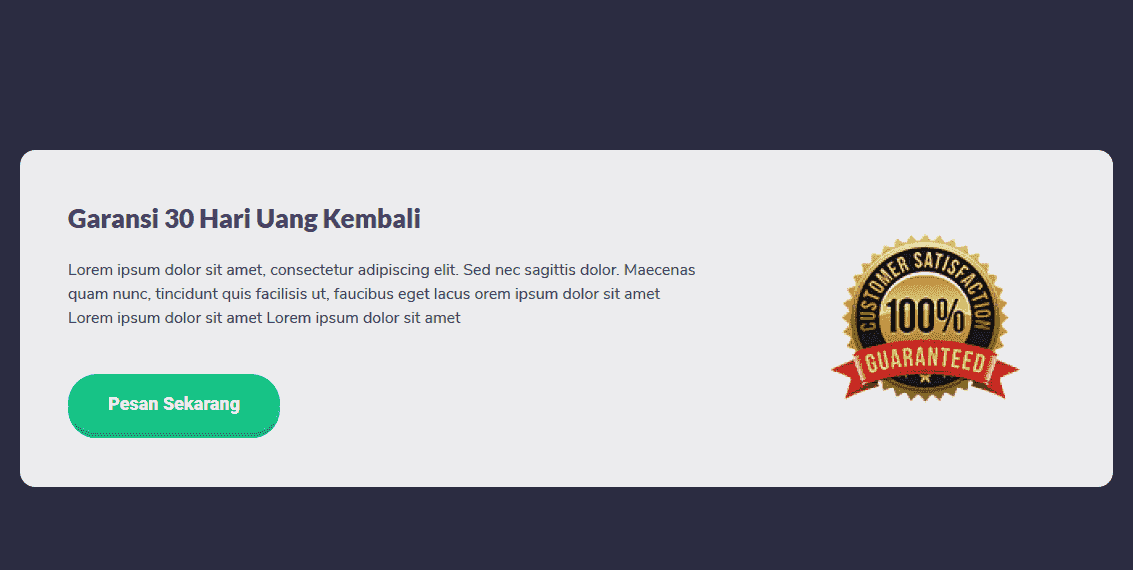 Garansi 30 Hari Uang Kembali
Lorem ipsum dolor sit amet, consectetur adipiscing elit. Sed nec sagittis dolor. Maecenas
quam nunc, tincidunt quis facilisis ut, faucibus eget lacus orem ipsum dolor sit amet
Lorem ipsum dolor sit amet Lorem ipsum dolor sit amet
Pesan Sekarang
CUSTOMER SATISFACTION
100%
GUARANTEED